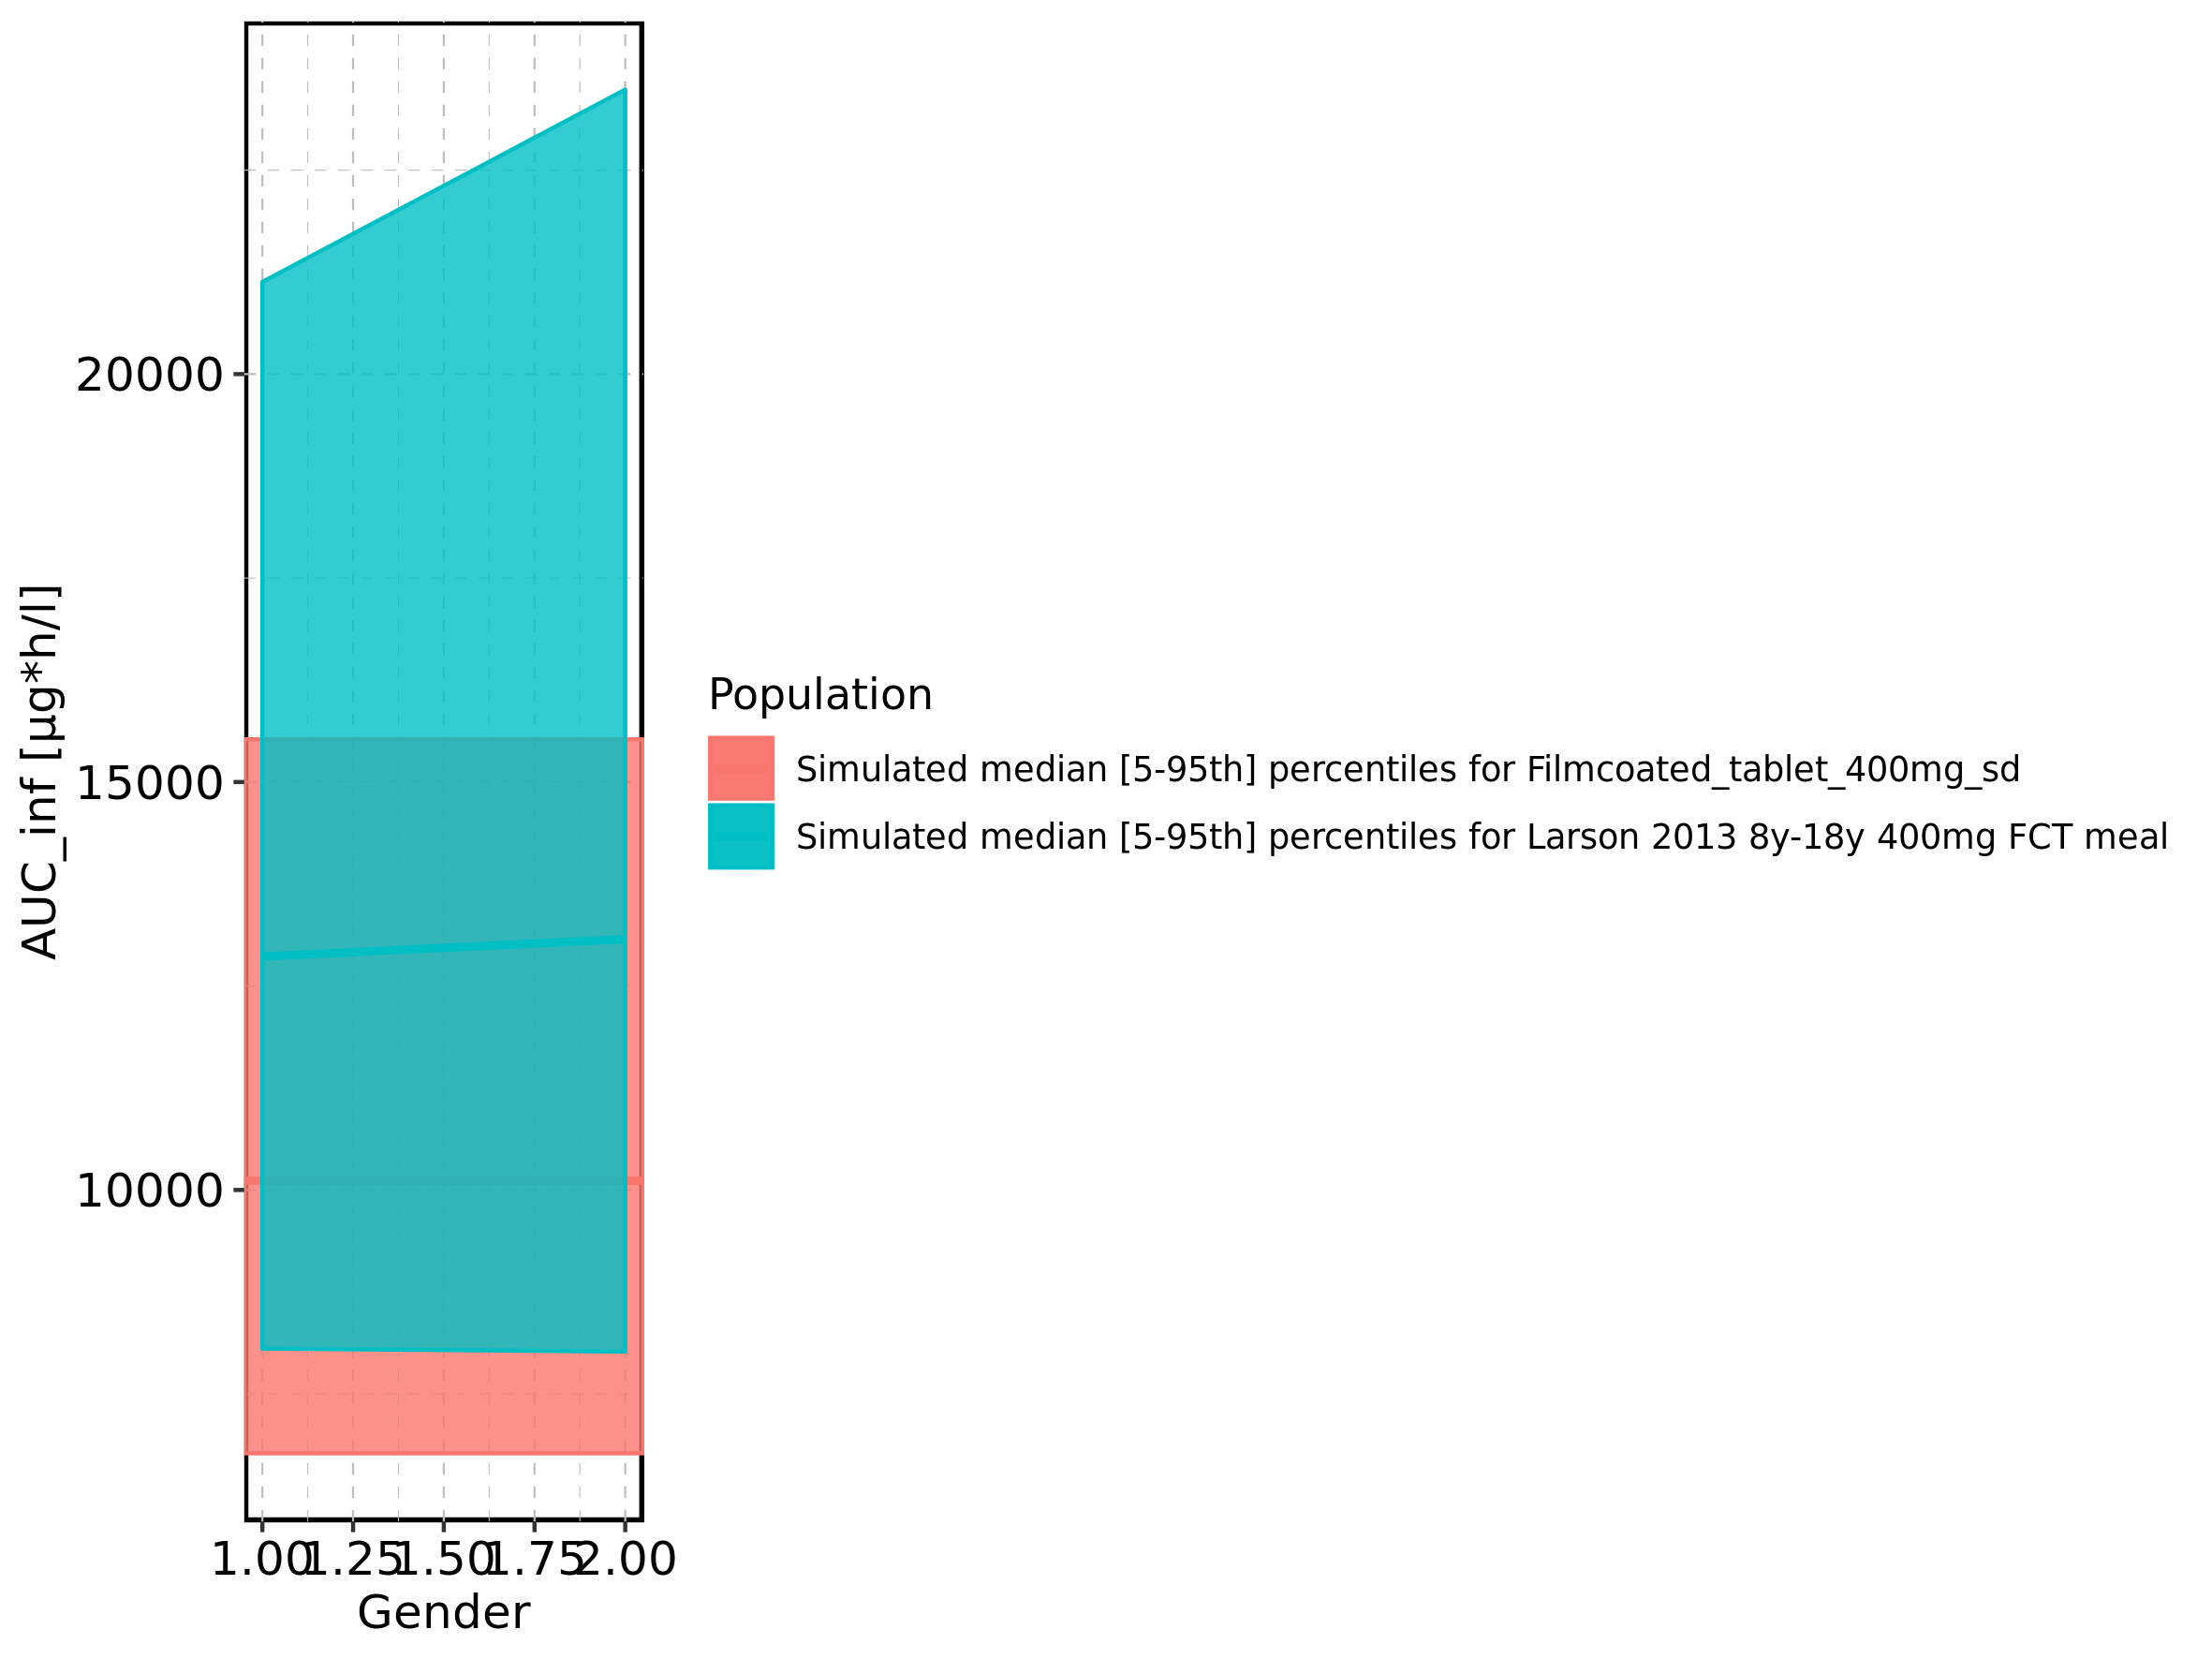 20000
15000
10000
AUC_inf [µg*h/l]
1.00 1.25 1.50 1.75 2.00
Gender
Population
Simulated median [5-95th] percentiles for Filmcoated_tablet_400mg_sd
Simulated median [5-95th] percentiles for Larson 2013 8y-18y 400mg FCT meal